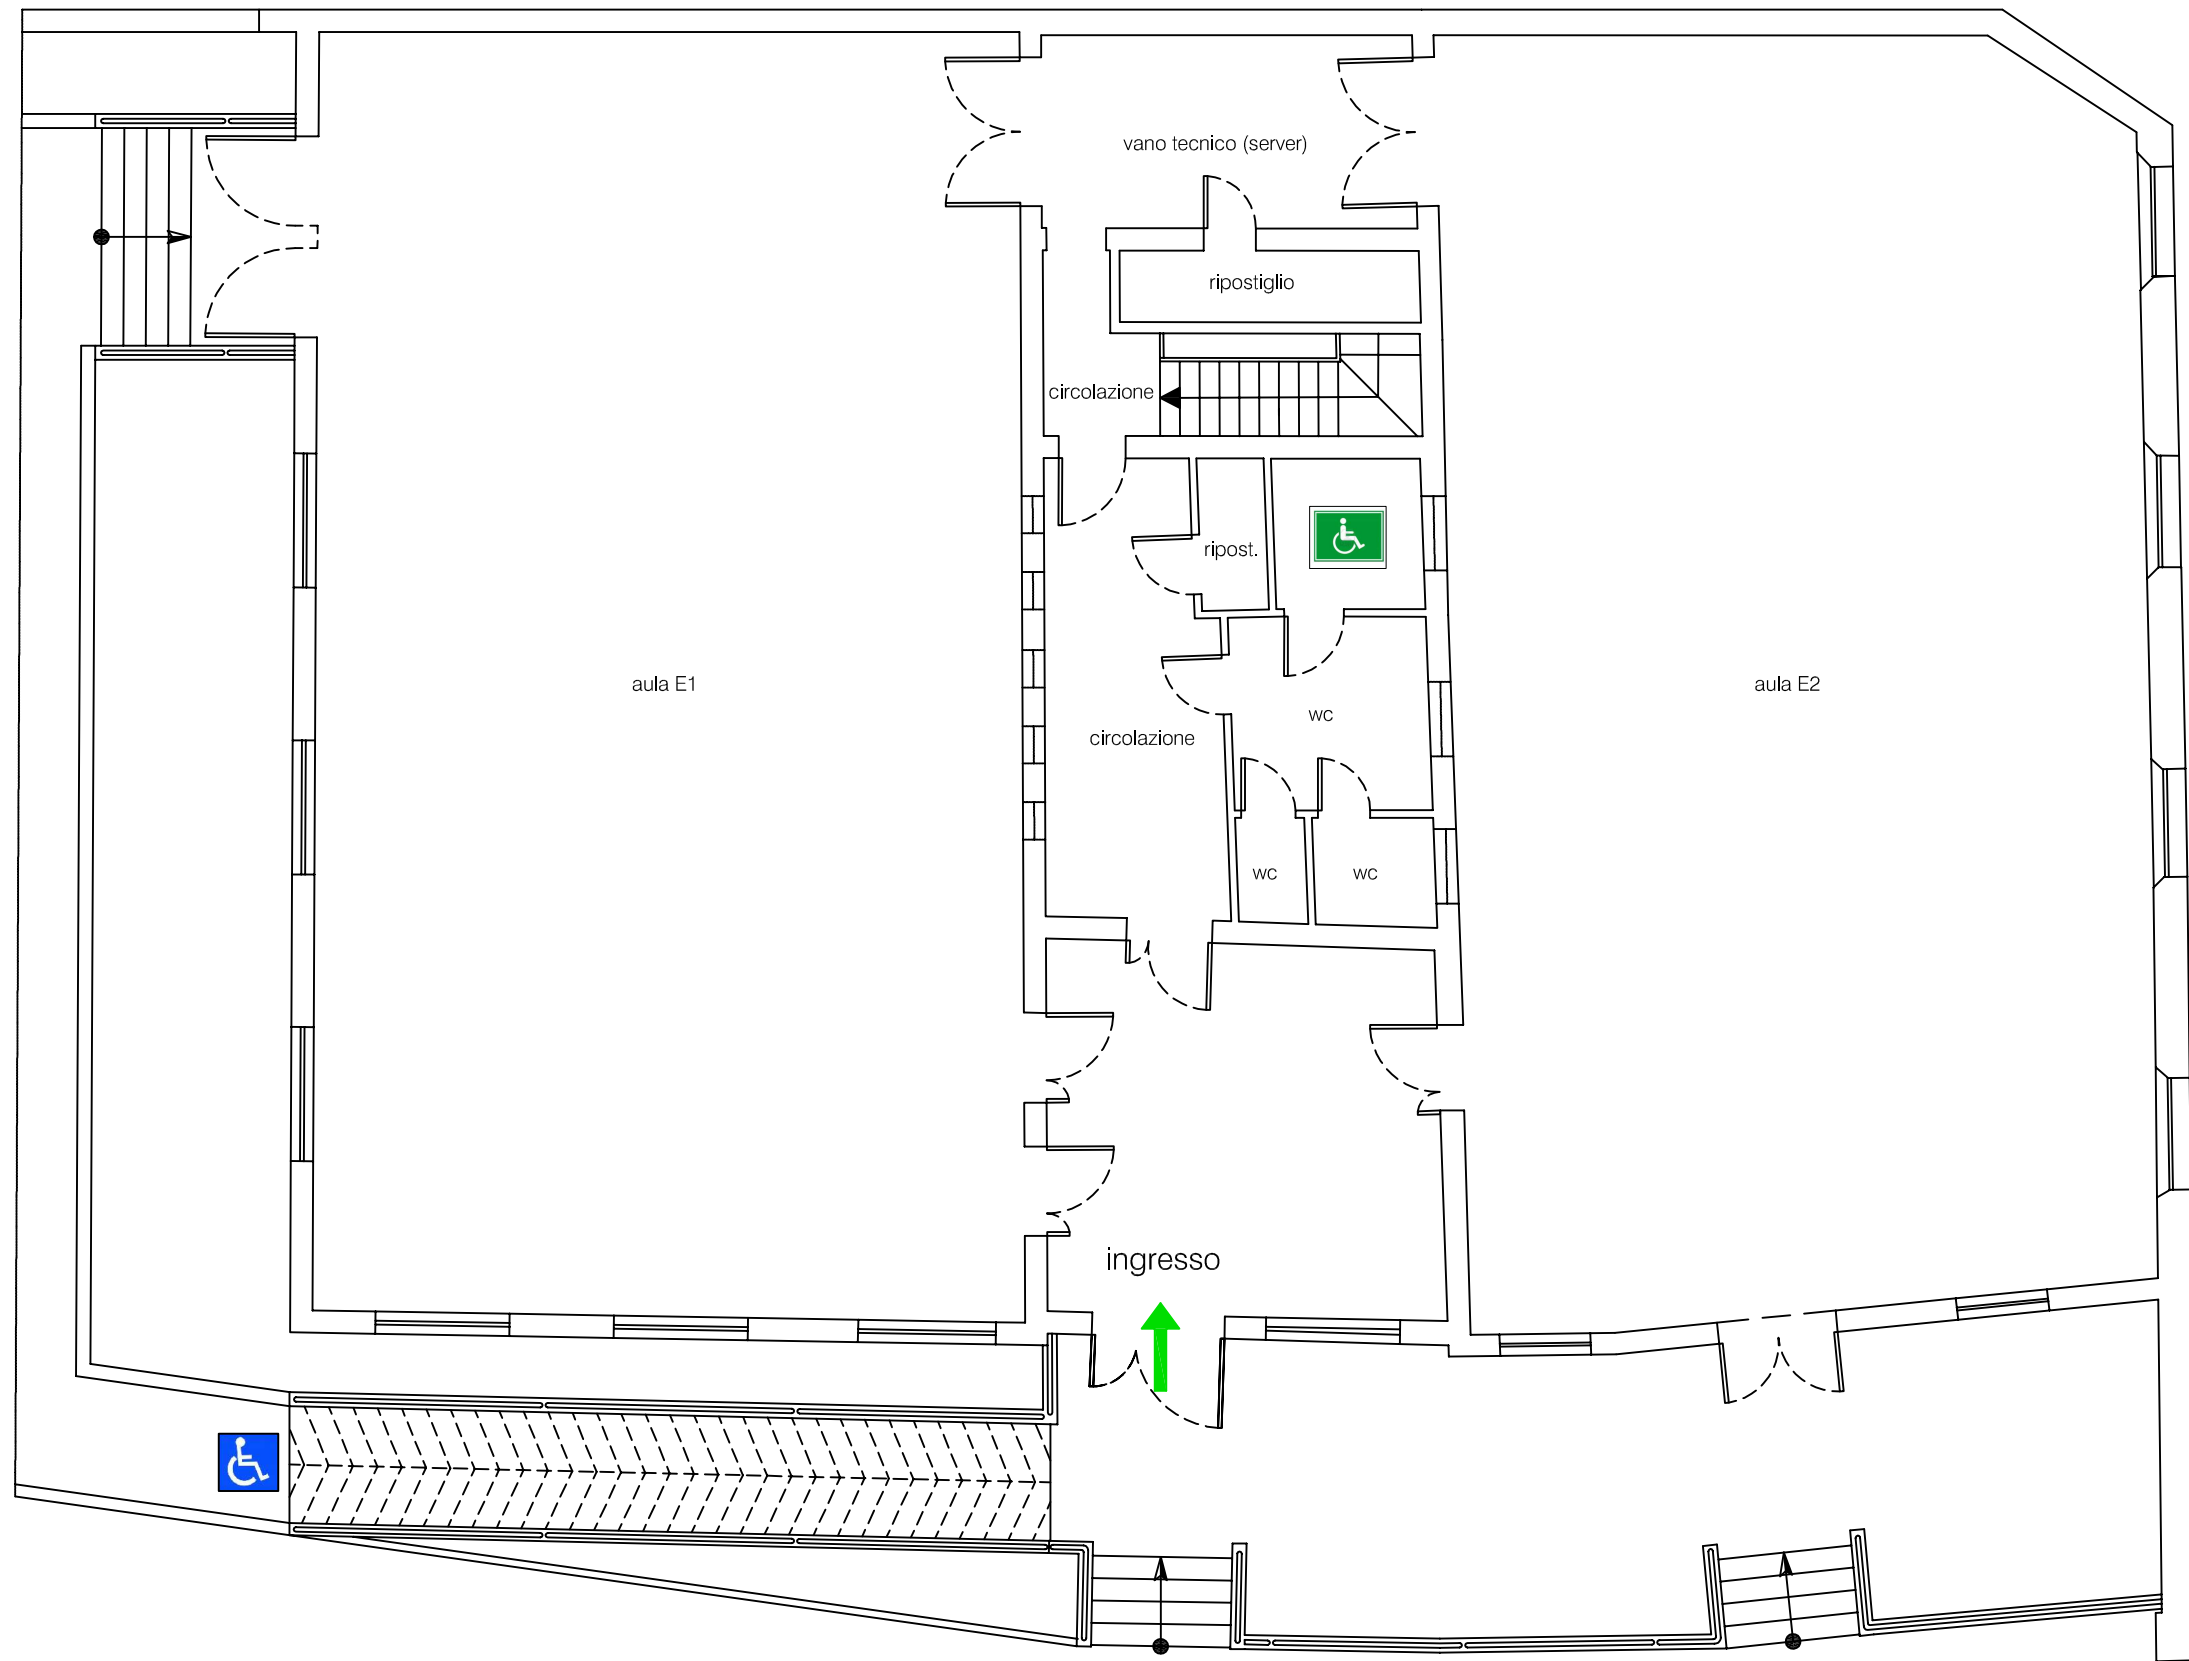 vano tecnico (server)
ripostiglio
circolazione
ripost.
aula E1
aula E2
wc
circolazione
wc
wc
ingresso